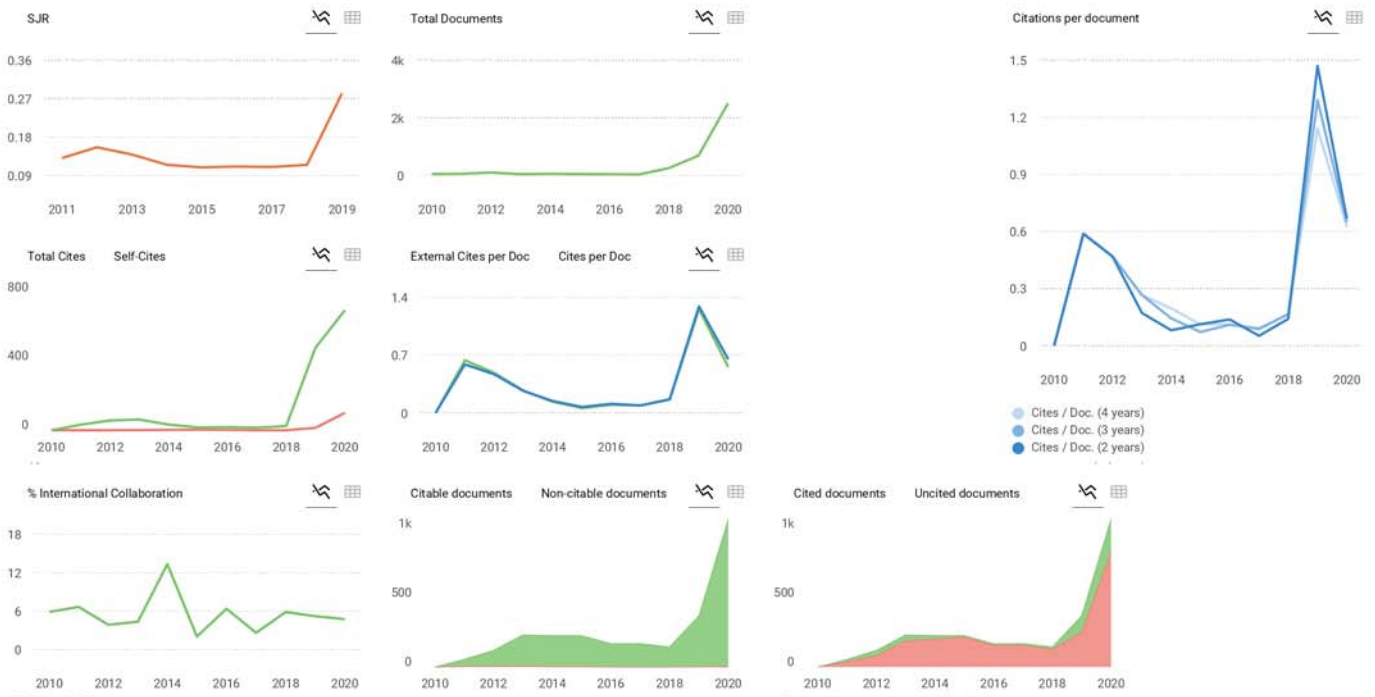 SJR
0.36
0.27
0.18
0.09
2011 2013 2015 2017 2019
Total Documents
4k
2k
0
2010 2012 2014 2016 2018 2020
Citations per document
1.5
1.2
0.9
0.6
0.3
0
2010 2012 2014 2016 2018 2020
Cites / Doc. (4 years)
Cites / Doc. (3 years)
Cites / Doc. (2 years)
Total Cites Self-Cites
800
400
0
2010 2012 2014 2016 2018 2020
External Cites per Doc Cites per Doc
1.4
0.7
0
2010 2012 2014 2016 2018 2020
% International Collaboration
18
12
6
0
2010 2012 2014 2016 2018 2020
Citable documents Non-citable documents
1k
500
0
2010 2012 2014 2016 2018 2020
Cited documents Uncited documents
1k
500
0
2010 2012 2014 2016 2018 2020